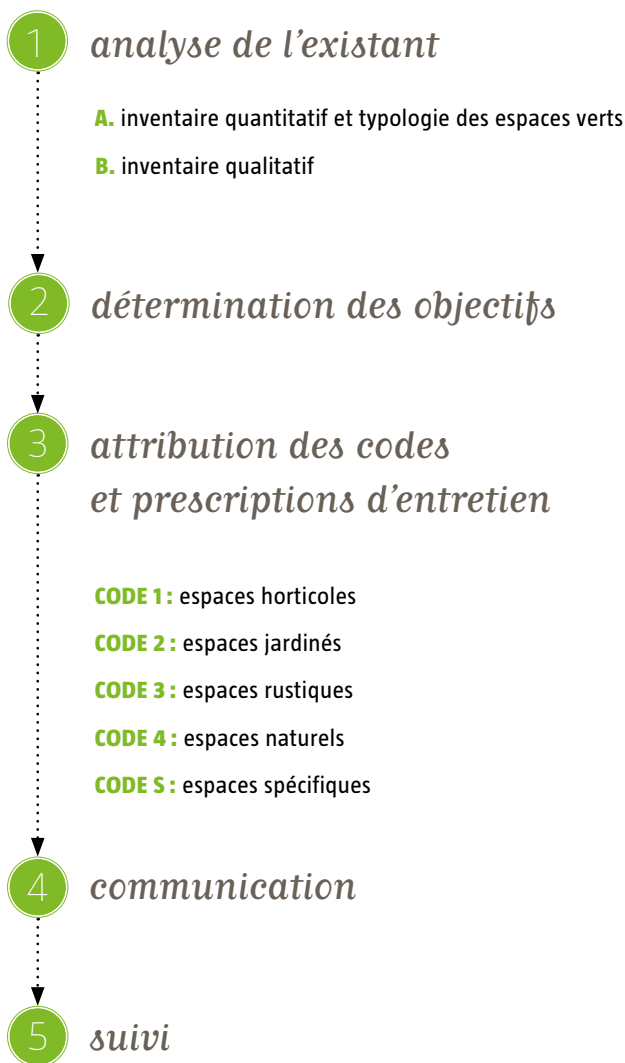 1 analyse de l’existant
A. inventaire quantitatif et typologie des espaces verts
B. inventaire qualitatif
2 détermination des objectifs
3 attribution des codes
et prescriptions d’entretien
CODE 1 : espaces horticoles
CODE 2 : espaces jardinés
CODE 3 : espaces rustiques
CODE 4 : espaces naturels
CODE S : espaces spécifiques
4 communication
5 suivi